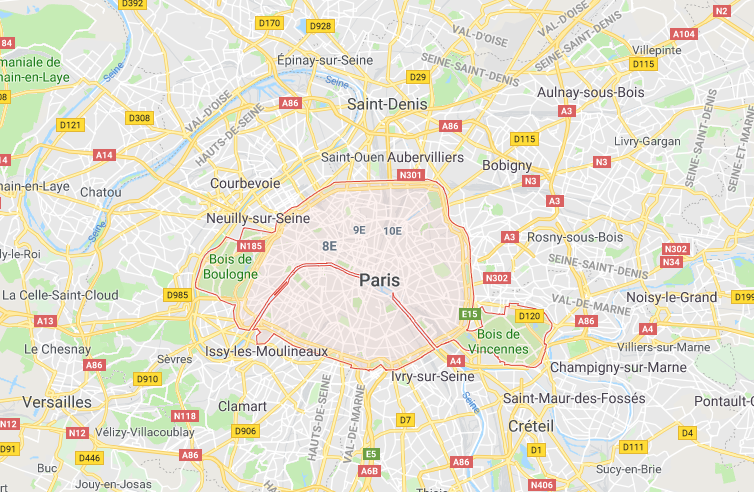 D392
N2
D170
D928
VAL-D'OISE
VAL-D'OISE
SEINE-SAINT-DENIS
84
A104
Villepinte
Épinay-sur-Seine
SEINE-SAINT-DENIS
D115
maniale de
main-en-Laye
Seine
Seine
D29
Aulnay-sous-Bois
A86
Saint-Denis
A3
D308
VAL-D'OISE
HAUTS-DE-SEINE
D121
A86
D115
Livry-Gargan
SEINE-SAINT-DENIS
SEINE-ET-MARNE
A14
Saint-Ouen
Aubervilliers
Bobigny
N3
14
N301
N3
main-en-Laye
Chatou
Courbevoie
A3
Neuilly-sur-Seine
Seine
9E
10E
A3
Rosny-sous-Bois
ly-le-Roi
N185
8E
N302
N34
Bois de
Boulogne
SEINE-SAINT-DENIS
Paris
N302
La Celle-Saint-Cloud
D985
VAL-DE-MARNE
Noisy-le-Grand
D199
A13
E15
D120
A86
A4
Bois de
Vincennes
Le Chesnay
Sèvres
Issy-les-Moulineaux
A4
Villiers-sur-Marne
A86
D910
Ivry-sur-Seine
Champigny-sur-Marne
Versailles
Clamart
HAUTS-DE-SEINE
VAL-DE-MARNE
Seine
Saint-Maur-des-Fossés
Pontault-C
N118
N12
N12
Vélizy-Villacoublay
D906
D7
Créteil
D4
D91
D446
A86
E5
D1
D111
Buc
A6B
A86
Sucy-en-Brie
Jouy-en-Josas
N406